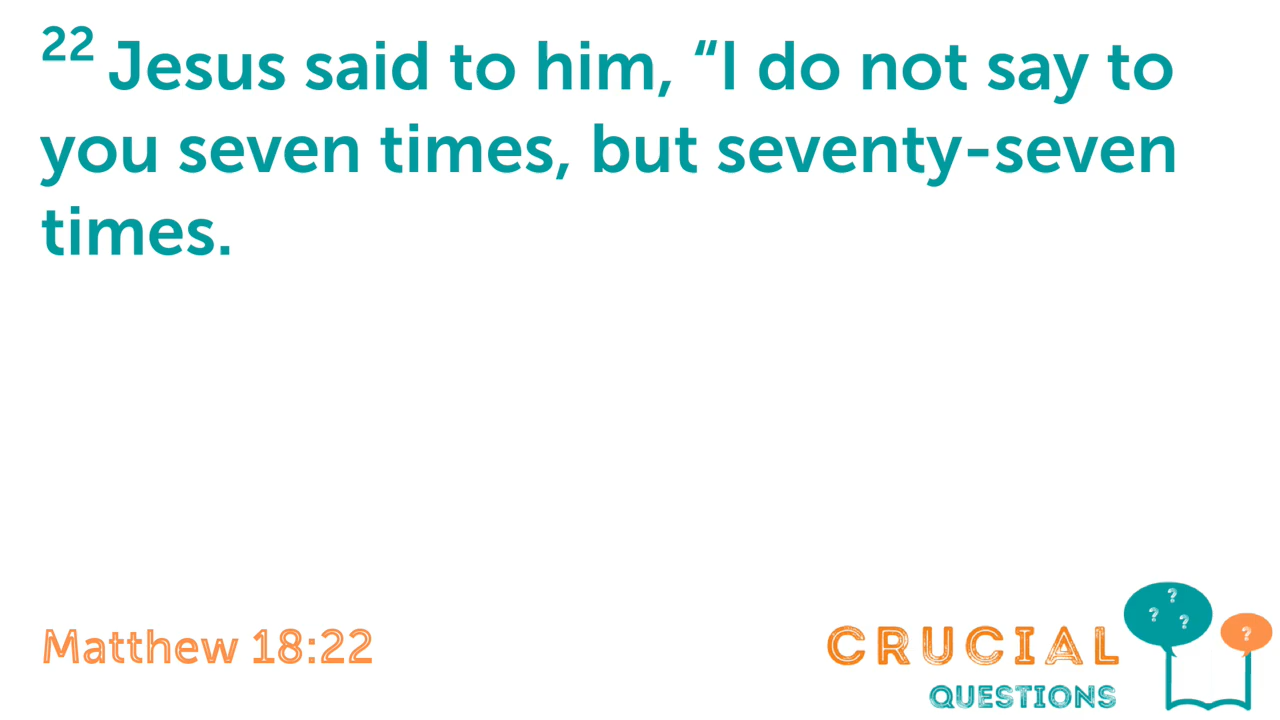 22 Jesus said to him, “I do not say to
you seven times, but seventy-seven
times.
Matthew 18:22
CRUCIAL
QUESTIONS
? ? ? ?